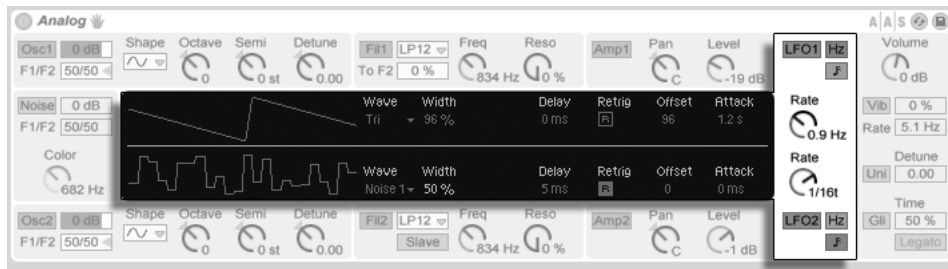 Analog AAS
Osc1 0 dB Shape Octave Semi Detune Fil1 LP12 Freq Reso Amp1 Pan Level LFO1 Hz Volume
F1/F2 50/50 0 0 st 0.00 To F2 0 % 834 Hz 0 % C -19 dB 0 dB
Noise 0 dB Wave Width Delay Retrig Offset Attack Rate Vib 0 %
F1/F2 50/50 Tri 96 % 0 ms R 96 1.2 s 0.9 Hz Rate 5.1 Hz
Color Wave Width Delay Retrig Offset Attack Rate Detune
682 Hz Noise 1 50 % 5 ms R 0 0 ms 1/16t Uni 0.00
Osc2 0 dB Shape Octave Semi Detune Fil2 LP12 Freq Reso Amp2 Pan Level LFO2 Hz Time
Gli 50 %
F1/F2 50/50 0 0 st 0.00 Slave 834 Hz 0 % C -1 dB Legato